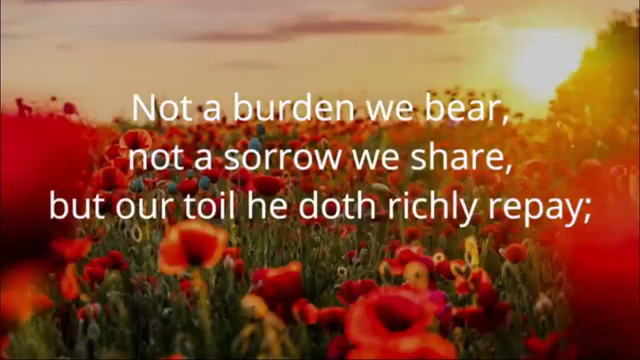 Not a burden we bear,
not a sorrow we share,
but our toil he doth richly repay;